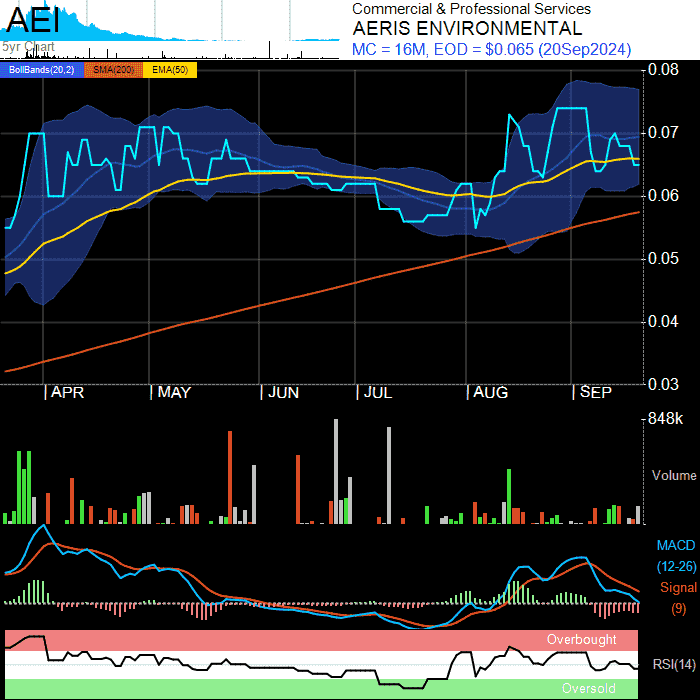 AEI
Commercial & Professional Services
AERIS ENVIRONMENTAL
MC = 16M, EOD = $0.065 (20Sep2024)
5yr Chart
BollBands(20,2) SMA(200) EMA(50)
0.08
0.07
0.06
0.05
0.04
0.03
APR MAY JUN JUL AUG SEP
848k
Volume
MACD
(12-26)
Signal
(9)
Overbought
RSI(14)
Oversold